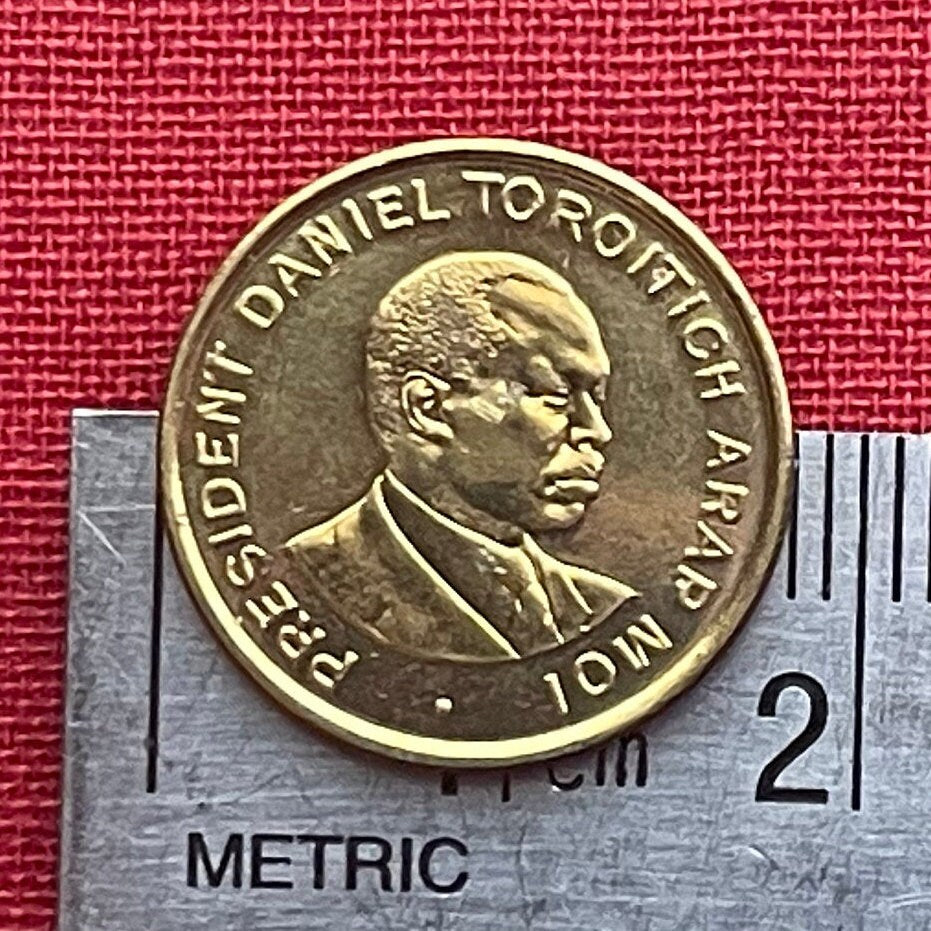 PRESIDENT DANIEL TOROITICH ARAP MOI
cm 2
METRIC